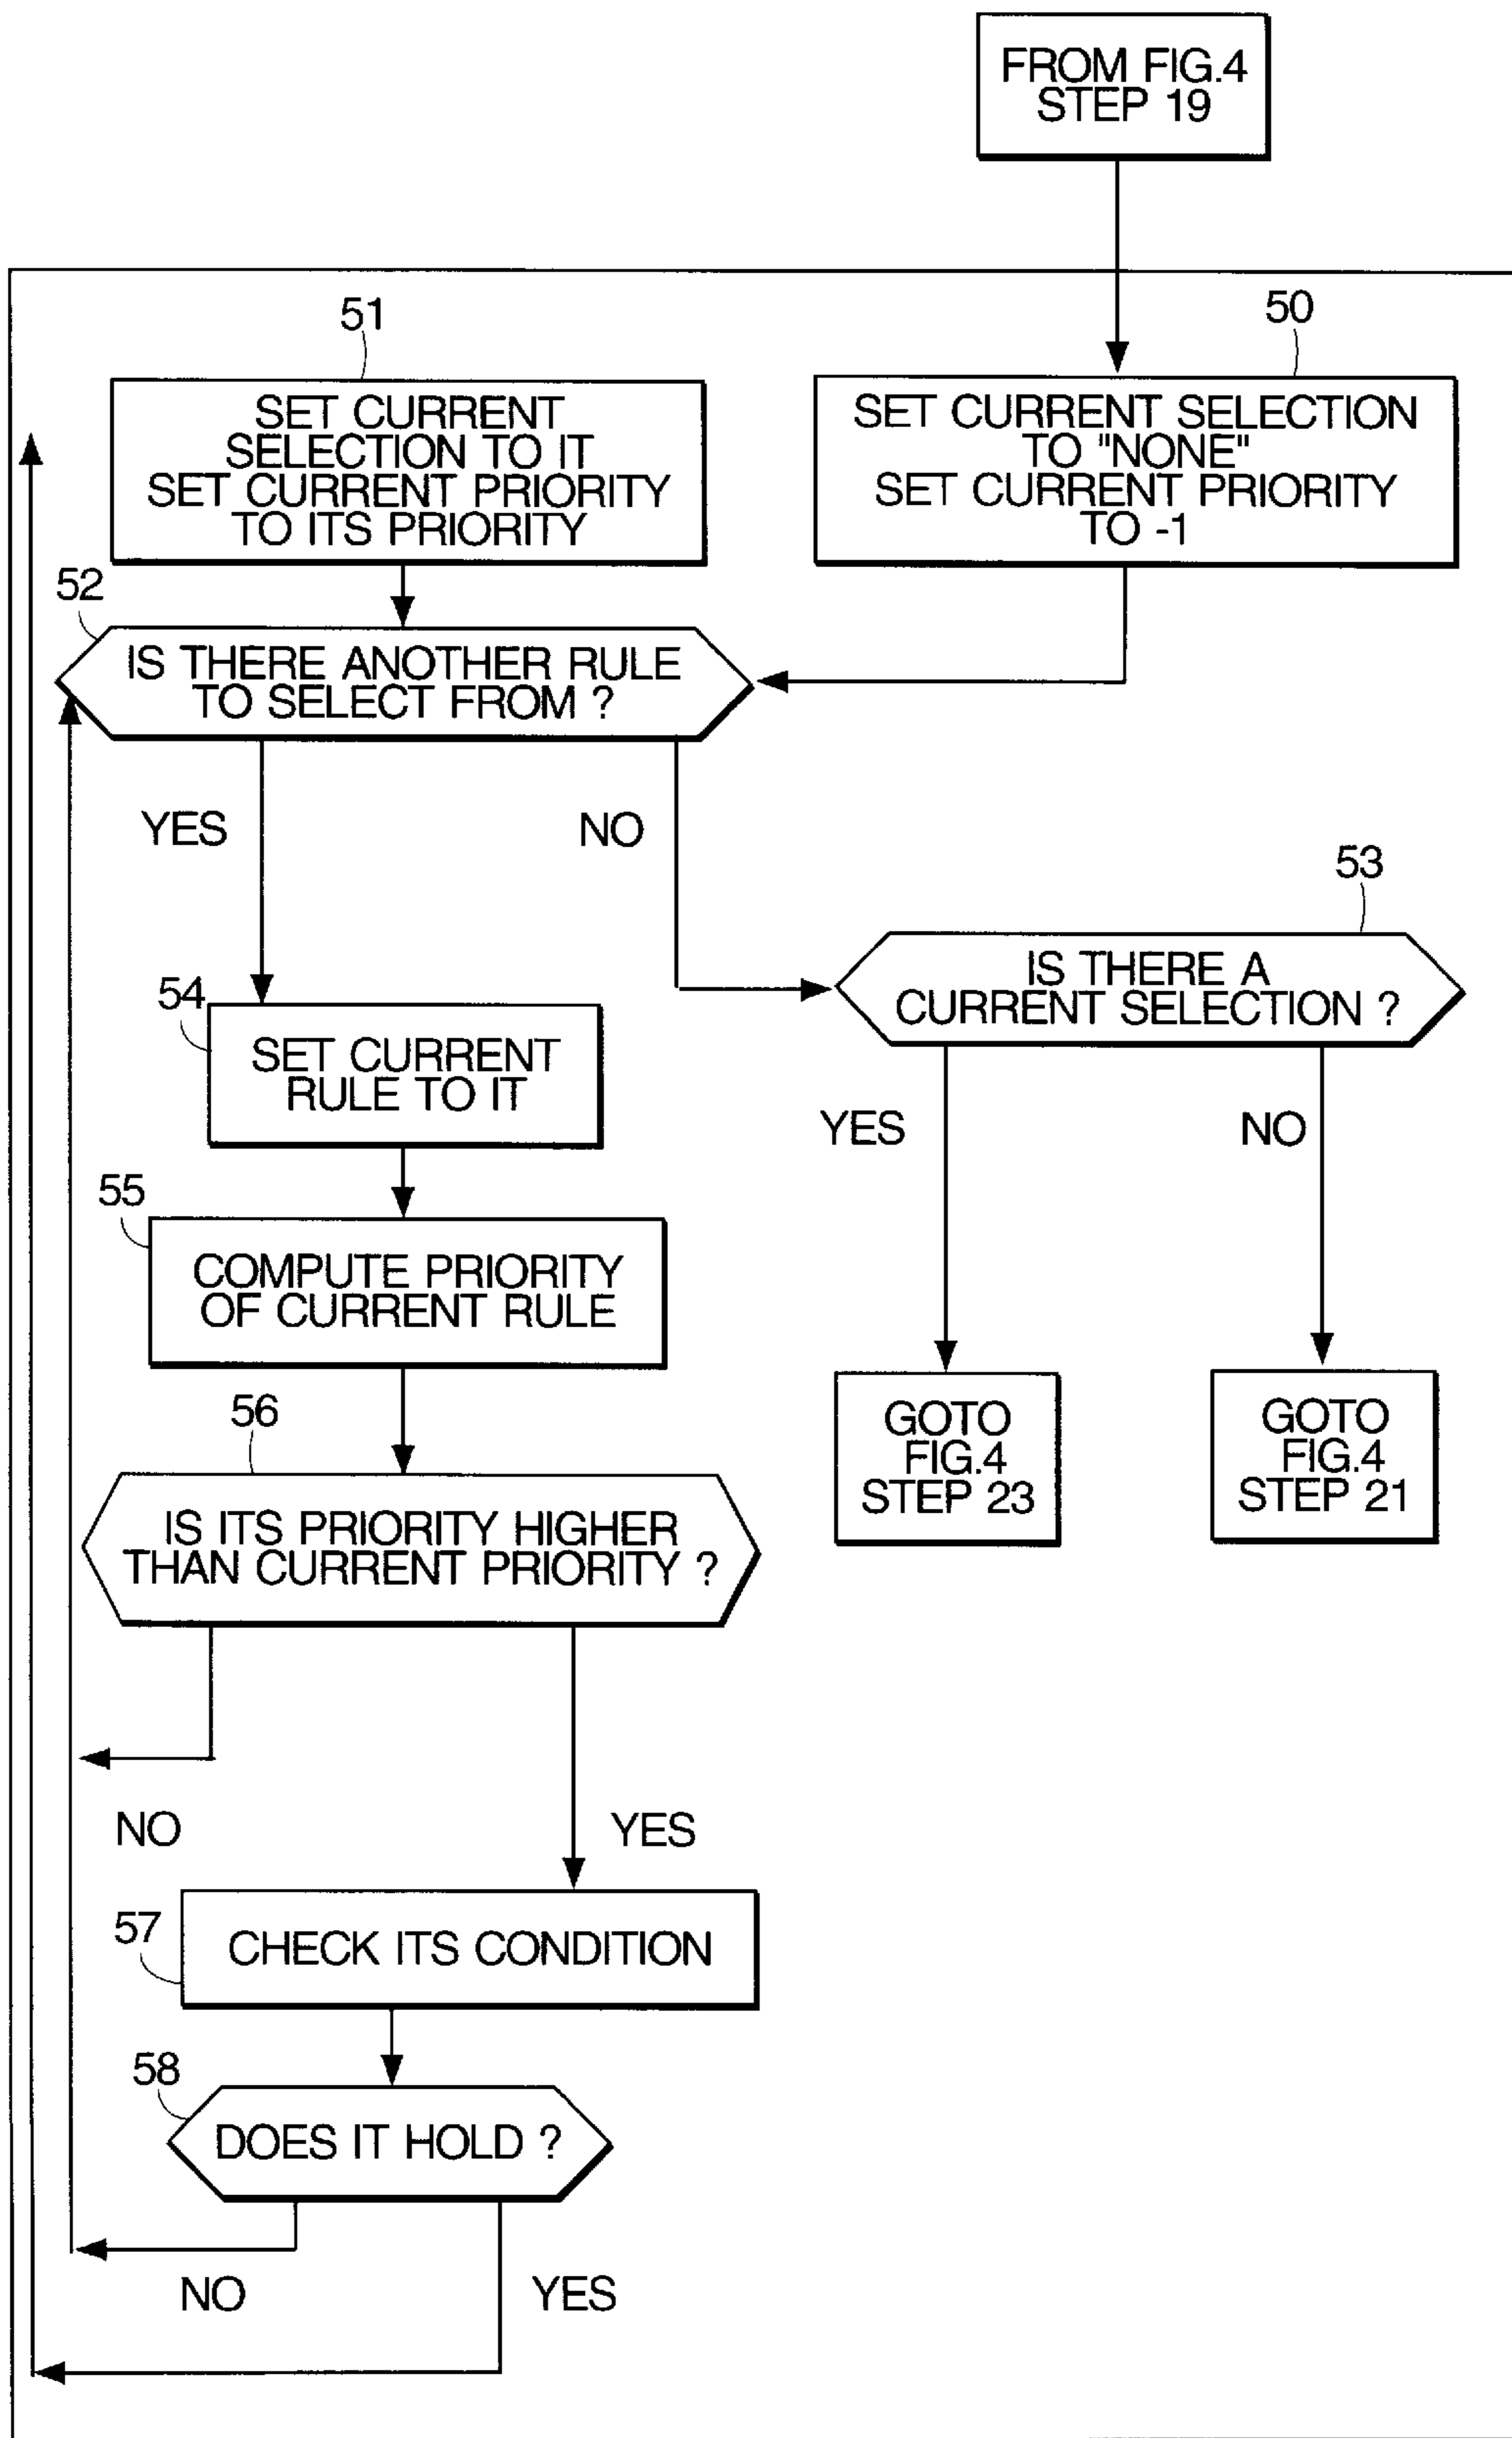 FROM FIG.4
STEP 19
51
50
SET CURRENT
SELECTION TO IT
SET CURRENT PRIORITY
TO ITS PRIORITY
SET CURRENT SELECTION
TO "NONE"
SET CURRENT PRIORITY
TO -1
52
IS THERE ANOTHER RULE
TO SELECT FROM ?
YES
NO
53
IS THERE A
CURRENT SELECTION ?
54
SET CURRENT
RULE TO IT
YES
NO
55
COMPUTE PRIORITY
OF CURRENT RULE
GOTO
FIG.4
STEP 23
GOTO
FIG.4
STEP 21
56
IS ITS PRIORITY HIGHER
THAN CURRENT PRIORITY ?
NO
YES
57
CHECK ITS CONDITION
58
DOES IT HOLD ?
NO
YES